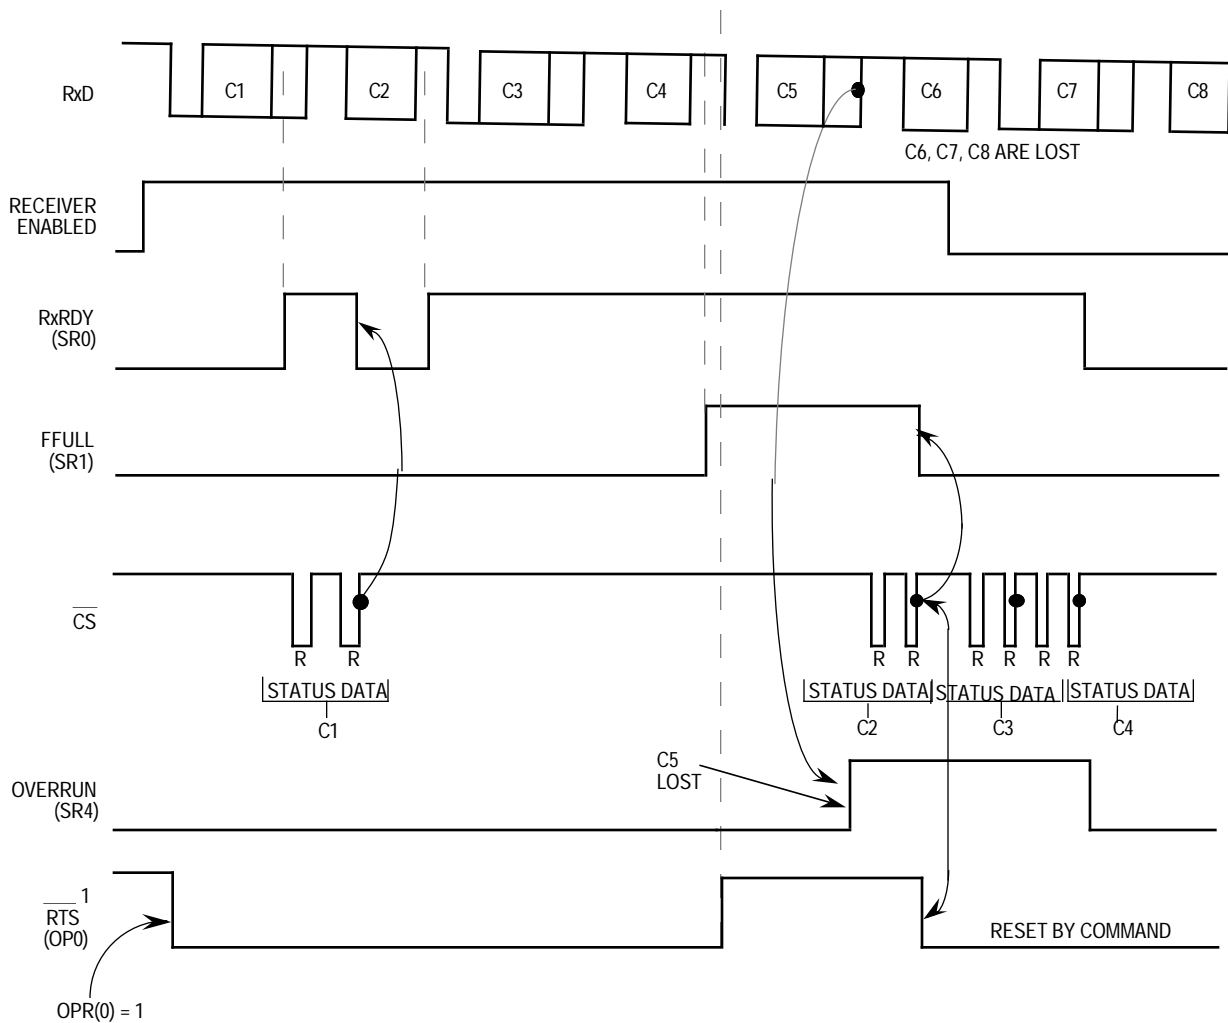 RxD
C1
C2
C3
C4
C5
C6
C7
C8
C6, C7, C8 ARE LOST
RECEIVER
ENABLED
RxRDY
(SR0)
FFULL
(SR1)
CS
R
R
R
R
R
R
R
R
STATUS DATA
STATUS DATA
STATUS DATA
STATUS DATA
C1
C2
C3
C4
C5
LOST
OVERRUN
(SR4)
RTS 1
(OP0)
RESET BY COMMAND
OPR(0) = 1